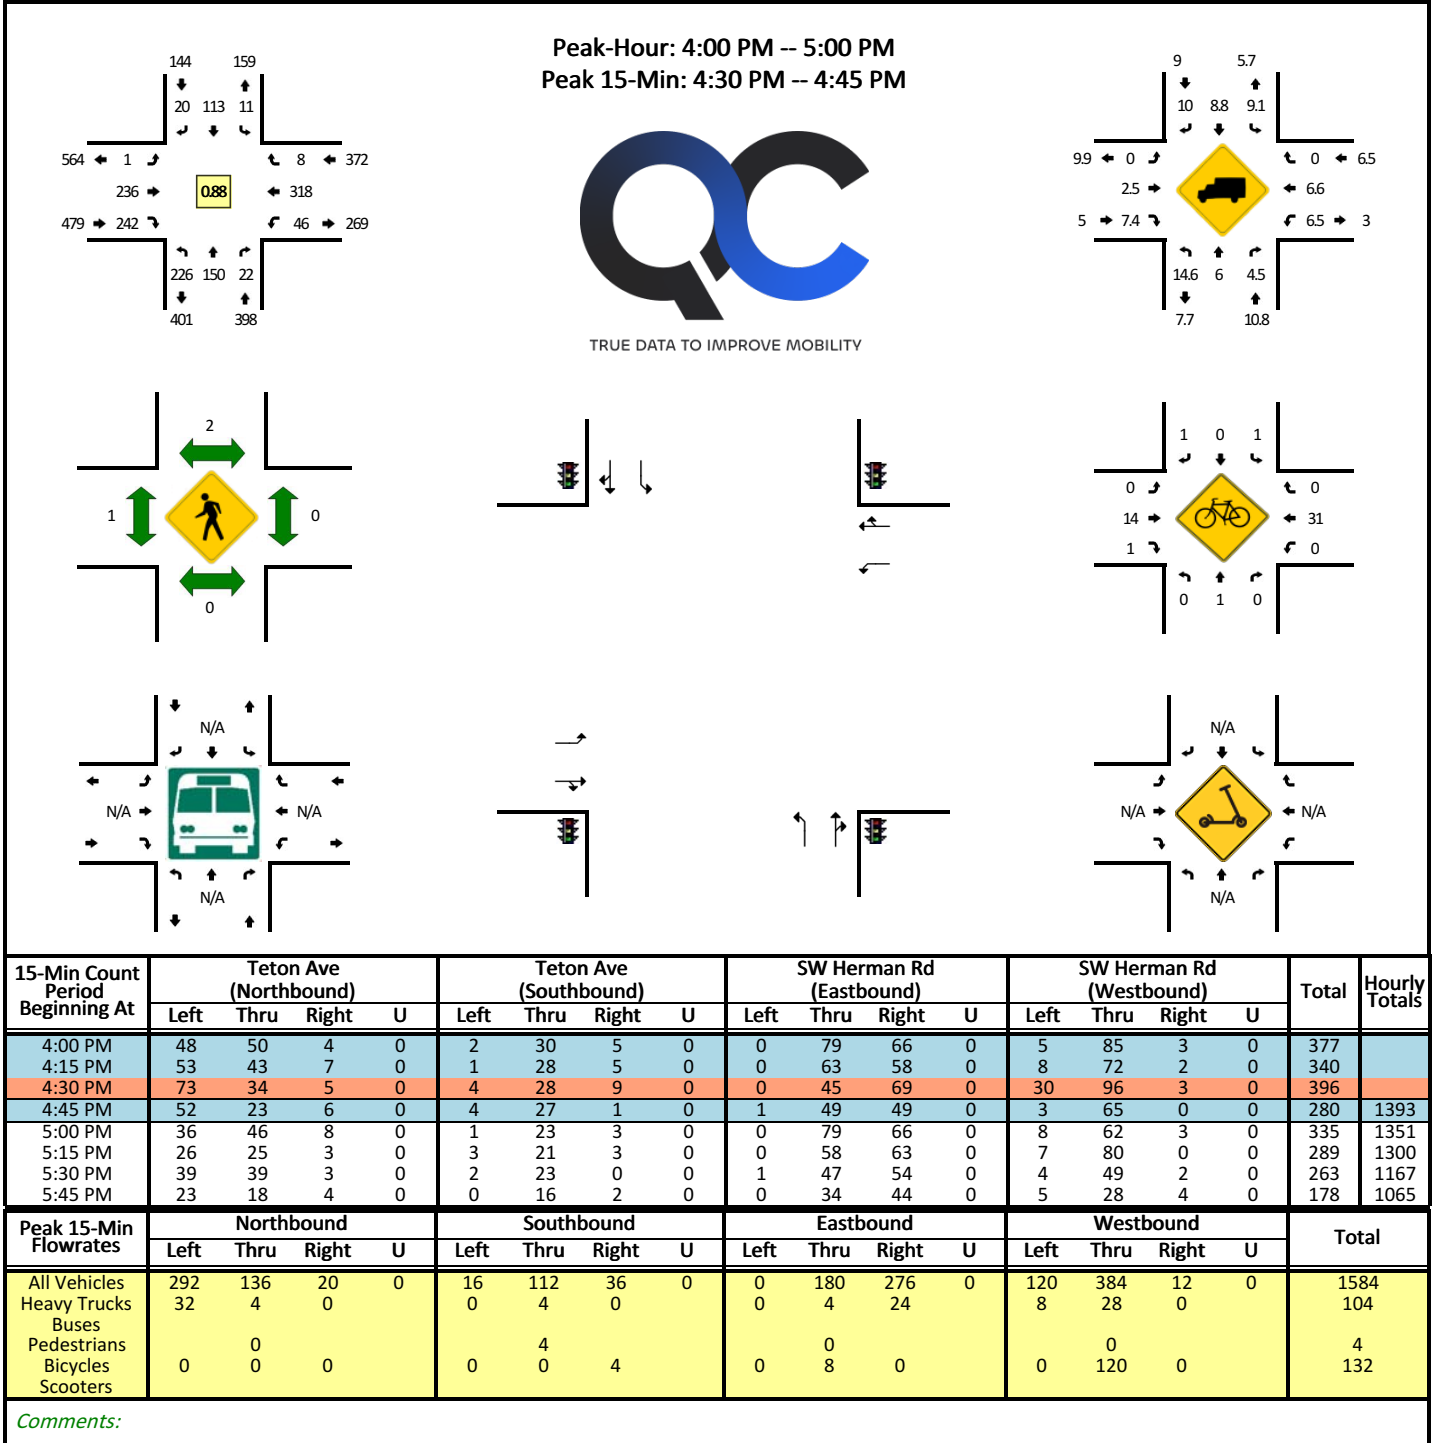 Peak-Hour: 4:00 PM -- 5:00 PM
Peak 15-Min: 4:30 PM -- 4:45 PM
144 159
20 113 11
564 1 8 372
236 0.88 318
479 242 46 269
226 150 22
401 398
TRUE DATA TO IMPROVE MOBILITY
9 5.7
10 8.8 9.1
9.9 0 0 6.5
2.5 6.6
5 7.4 6.5 3
14.6 6 4.5
7.7 10.8
2
1 0
0
1 0 1
0 0
14 31
1 0
0 1 0
N/A
N/A N/A
N/A
N/A
N/A N/A
N/A
15-Min Count Period Beginning At Teton Ave (Northbound) Teton Ave (Southbound) SW Herman Rd (Eastbound) SW Herman Rd (Westbound) Total Hourly Totals
Left Thru Right U Left Thru Right U Left Thru Right U Left Thru Right U
4:00 PM 48 50 4 0 2 30 5 0 0 79 66 0 5 85 3 0 377
4:15 PM 53 43 7 0 1 28 5 0 0 63 58 0 8 72 2 0 340
4:30 PM 73 34 5 0 4 28 9 0 0 45 69 0 30 96 3 0 396
4:45 PM 52 23 6 0 4 27 1 0 1 49 49 0 3 65 0 0 280 1393
5:00 PM 36 46 8 0 1 23 3 0 0 79 66 0 8 62 3 0 335 1351
5:15 PM 26 25 3 0 3 21 3 0 0 58 63 0 7 80 0 0 289 1300
5:30 PM 39 39 3 0 2 23 0 0 1 47 54 0 4 49 2 0 263 1167
5:45 PM 23 18 4 0 0 16 2 0 0 34 44 0 5 28 4 0 178 1065
Peak 15-Min Flowrates Northbound Southbound Eastbound Westbound Total
Left Thru Right U Left Thru Right U Left Thru Right U Left Thru Right U
All Vehicles 292 136 20 0 16 112 36 0 0 180 276 0 120 384 12 0 1584
Heavy Trucks 32 4 0 0 4 0 0 4 24 8 28 0 104
Buses
Pedestrians 0 4 0 0 4
Bicycles 0 0 0 0 0 4 0 8 0 0 120 0 132
Scooters
Comments: